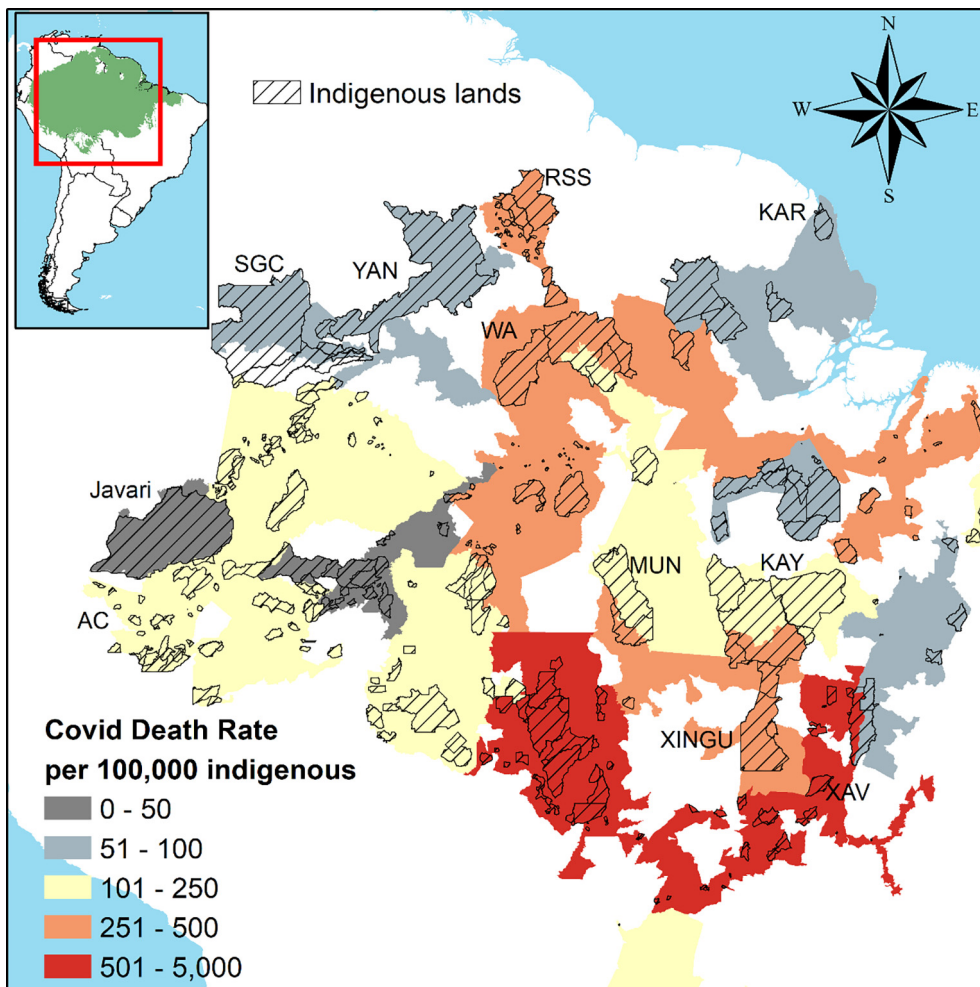 Indigenous lands
N
W
E
S
RSS
KAR
SGC
YAN
WA
Javari
MUN
KAY
AC
XINGU
XAV
Covid Death Rate
per 100,000 indigenous
0 - 50
51 - 100
101 - 250
251 - 500
501 - 5,000